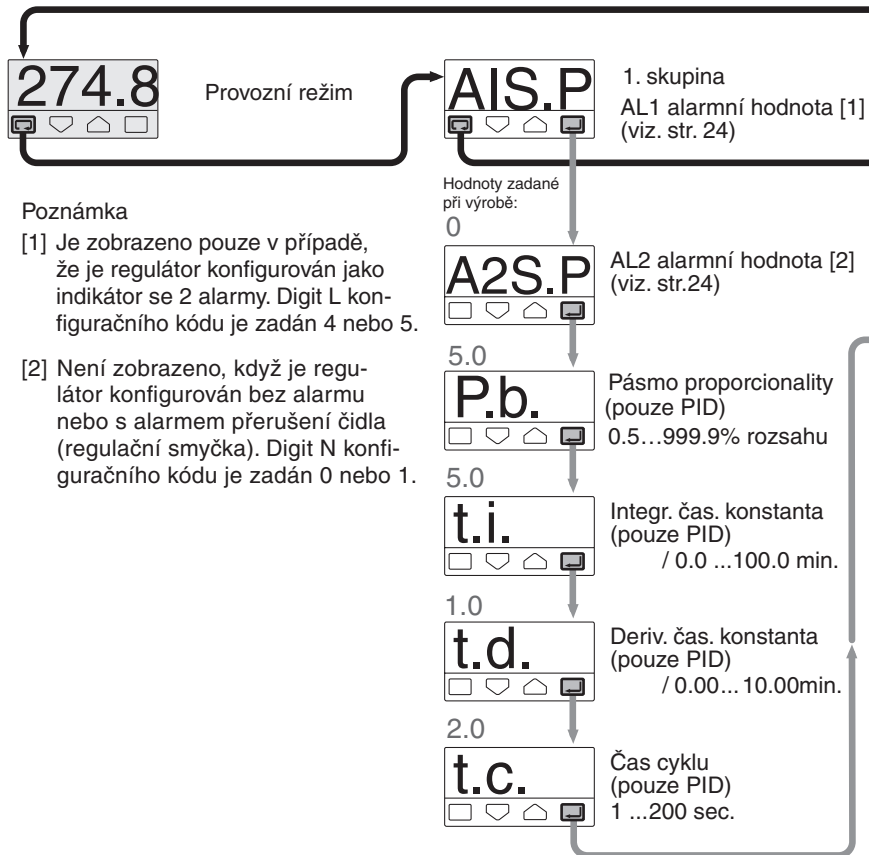 274.8
Provozní režim
AIS.P
1. skupina
AL1 alarmní hodnota [1]
(viz. str. 24)
Poznámka
[1] Je zobrazeno pouze v případě,
že je regulátor konfigurován jako
indikátor se 2 alarmy. Digit L kon-
figuračního kódu je zadán 4 nebo 5.
[2] Není zobrazeno, když je regu-
látor konfigurován bez alarmu
nebo s alarmem přerušení čidla
(regulační smyčka). Digit N konfi-
guračního kódu je zadán 0 nebo 1.
Hodnoty zadané
při výrobě:
0
A2S.P
AL2 alarmní hodnota [2]
(viz. str.24)
5.0
P.b.
Pásmo proporcionality
(pouze PID)
0.5...999.9% rozsahu
5.0
t.i.
Integr. čas. konstanta
(pouze PID)
/ 0.0 ...100.0 min.
1.0
t.d.
Deriv. čas. konstanta
(pouze PID)
/ 0.00... 10.00min.
2.0
t.c.
Čas cyklu
(pouze PID)
1 ...200 sec.